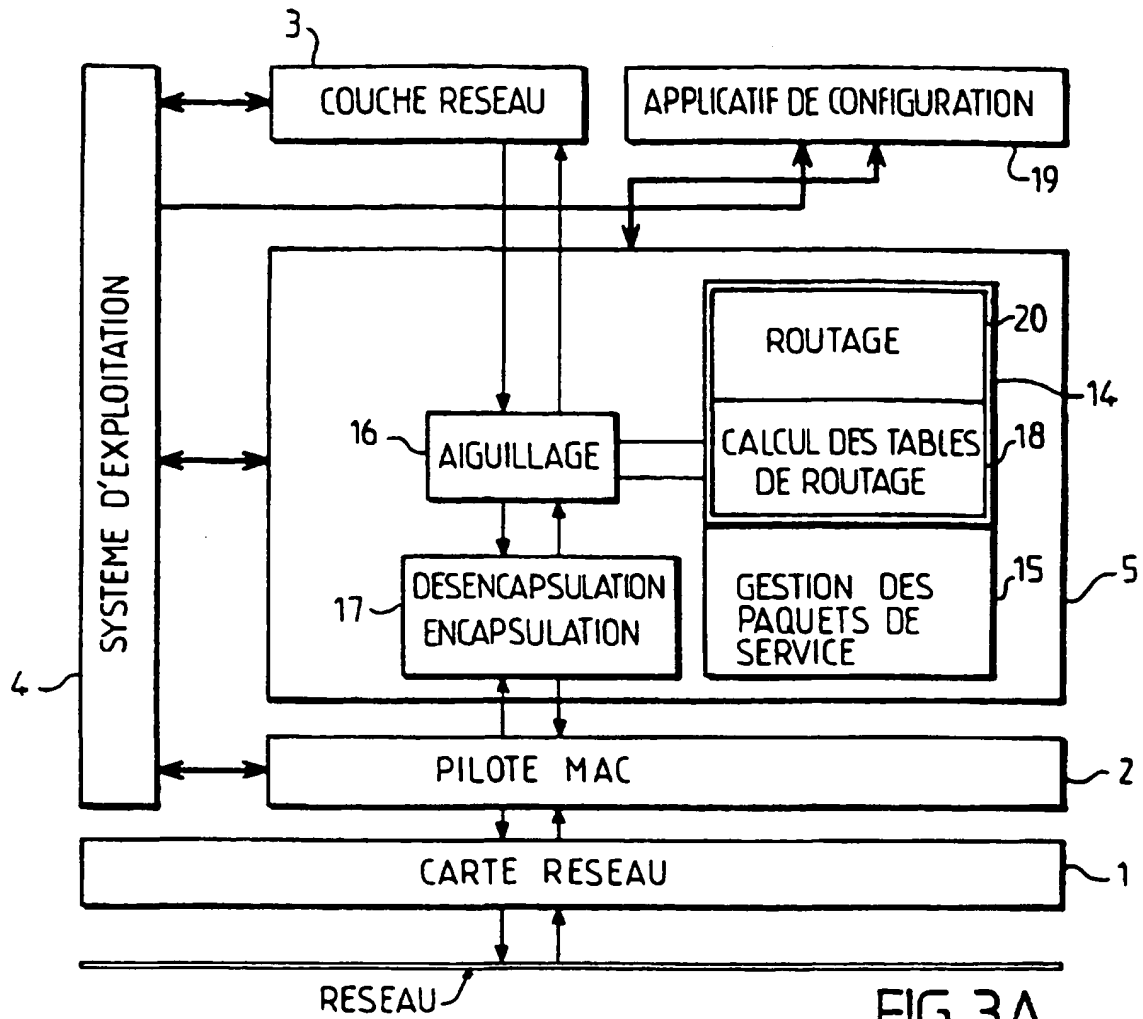 3
COUCHE RESEAU
APPLICATIF DE CONFIGURATION
19
SYSTEME D'EXPLOITATION
4
20
ROUTAGE
14
16
AIGUILLAGE
CALCUL DES TABLES
DE ROUTAGE
18
17
DESENCAPSULATION
ENCAPSULATION
GESTION DES
PAQUETS DE
SERVICE
15
5
PILOTE MAC
2
CARTE RESEAU
1
RESEAU
FIG.3A